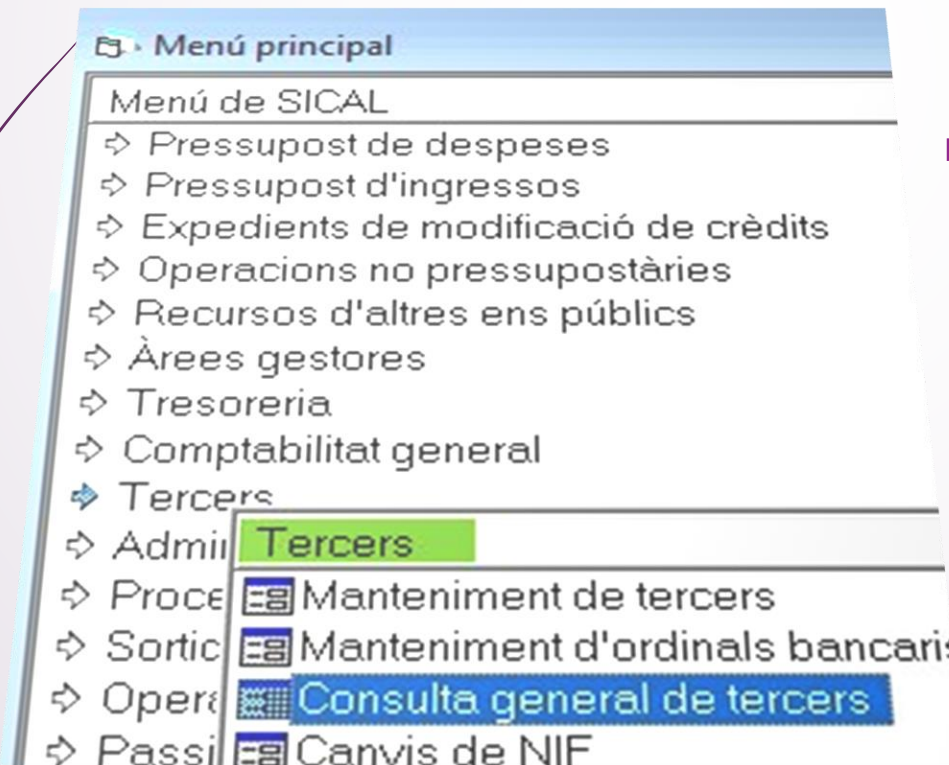 Menú principal
Menú de SICAL
Pressupost de despeses
Pressupost d'ingressos
Expedients de modificació de crèdits
Operacions no pressupostàries
Recursos d'altres ens públics
Àrees gestores
Tresoreria
Comptabilitat general
Tercers
Tercers
Manteniment de tercers
Manteniment d'ordinals bancaris
Consulta general de tercers
Canvis de NIF